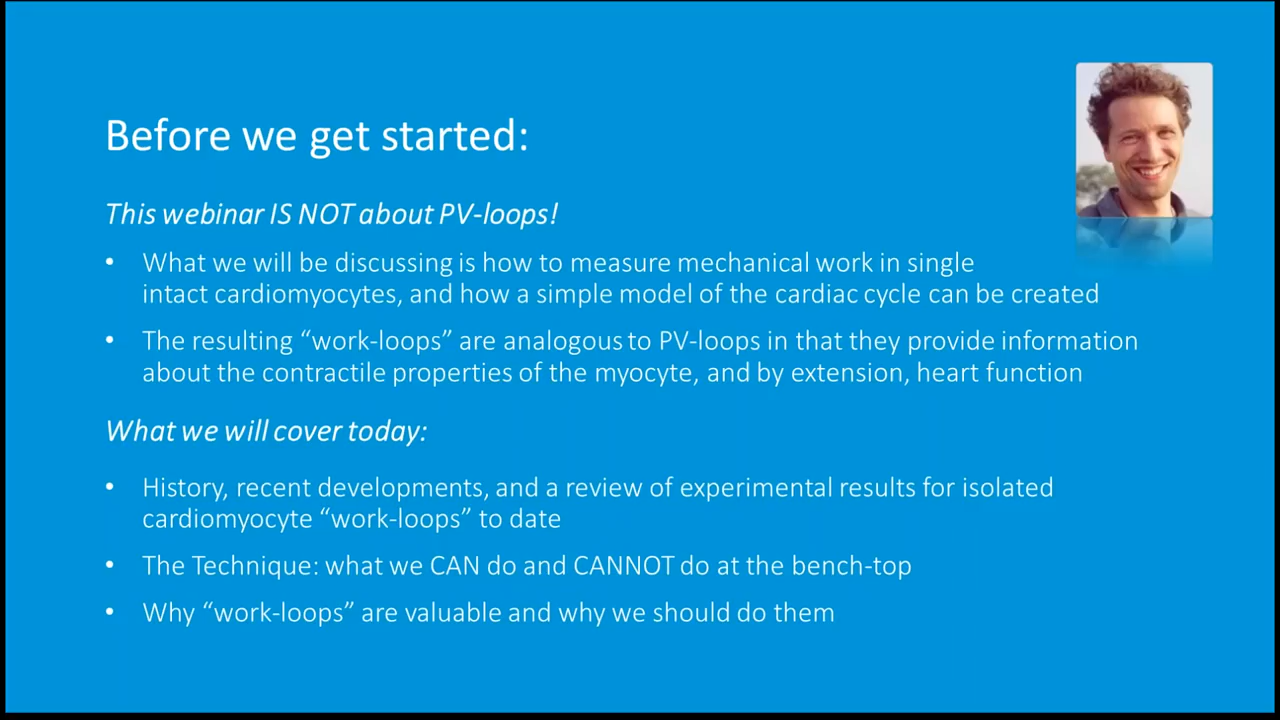 Before we get started:
This webinar IS NOT about PV-loops!
• What we will be discussing is how to measure mechanical work in single
intact cardiomyocytes, and how a simple model of the cardiac cycle can be created
• The resulting “work-loops” are analogous to PV-loops in that they provide information
about the contractile properties of the myocyte, and by extension, heart function
What we will cover today:
• History, recent developments, and a review of experimental results for isolated
cardiomyocyte “work-loops” to date
• The Technique: what we CAN do and CANNOT do at the bench-top
• Why “work-loops” are valuable and why we should do them